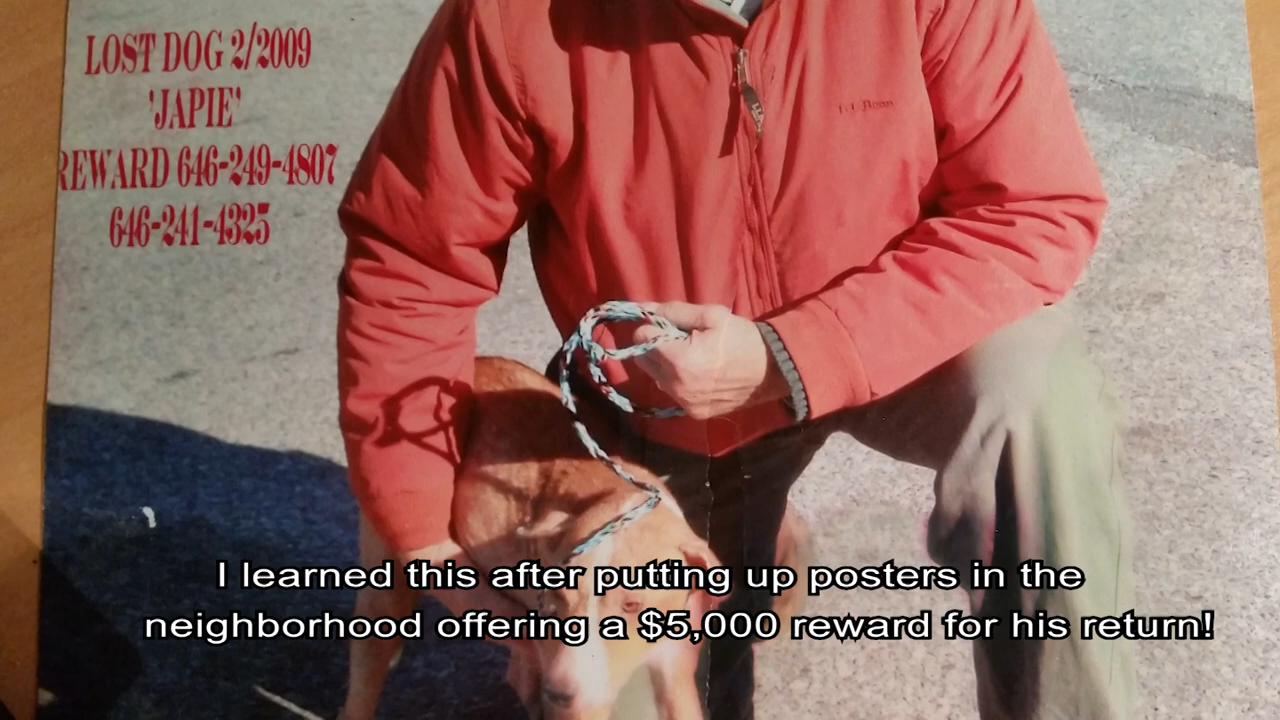 LOST DOG 2/2009
'JAPIE'
REWARD 646-249-4807
646-241-4325
L.L.Bean
I learned this after putting up posters in the
neighborhood offering a $5,000 reward for his return!